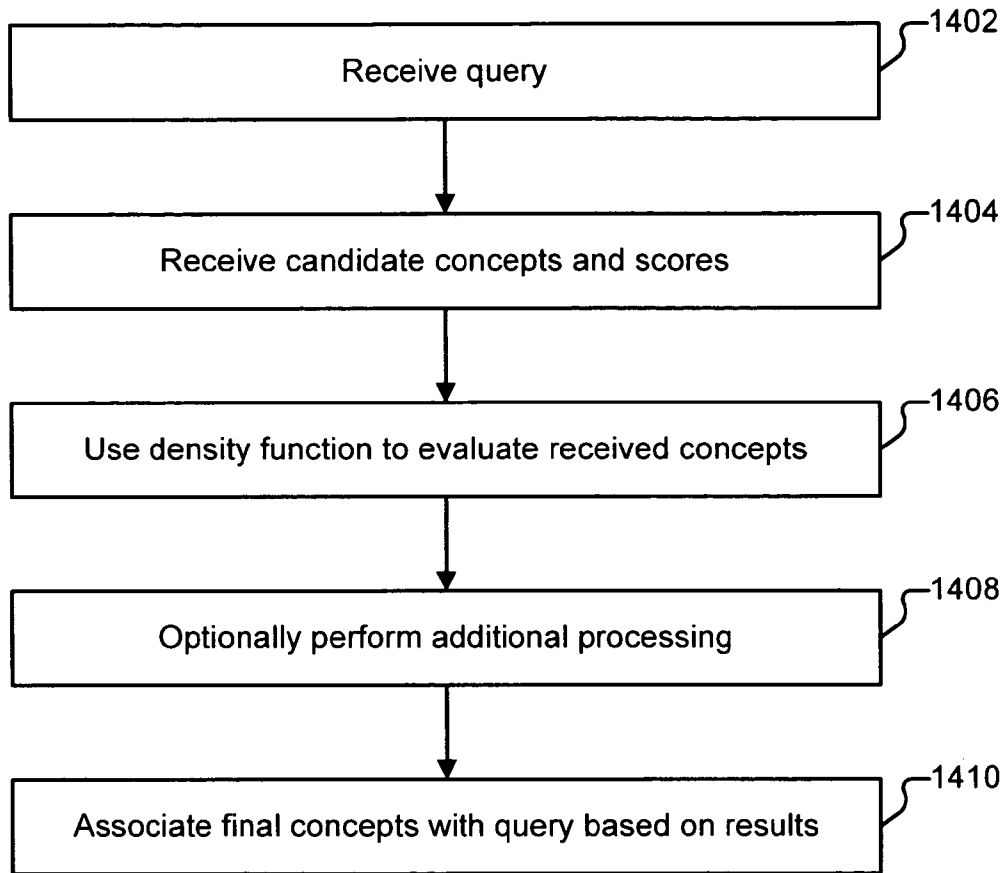 1402
Receive query
1404
Receive candidate concepts and scores
1406
Use density function to evaluate received concepts
1408
Optionally perform additional processing
1410
Associate final concepts with query based on results